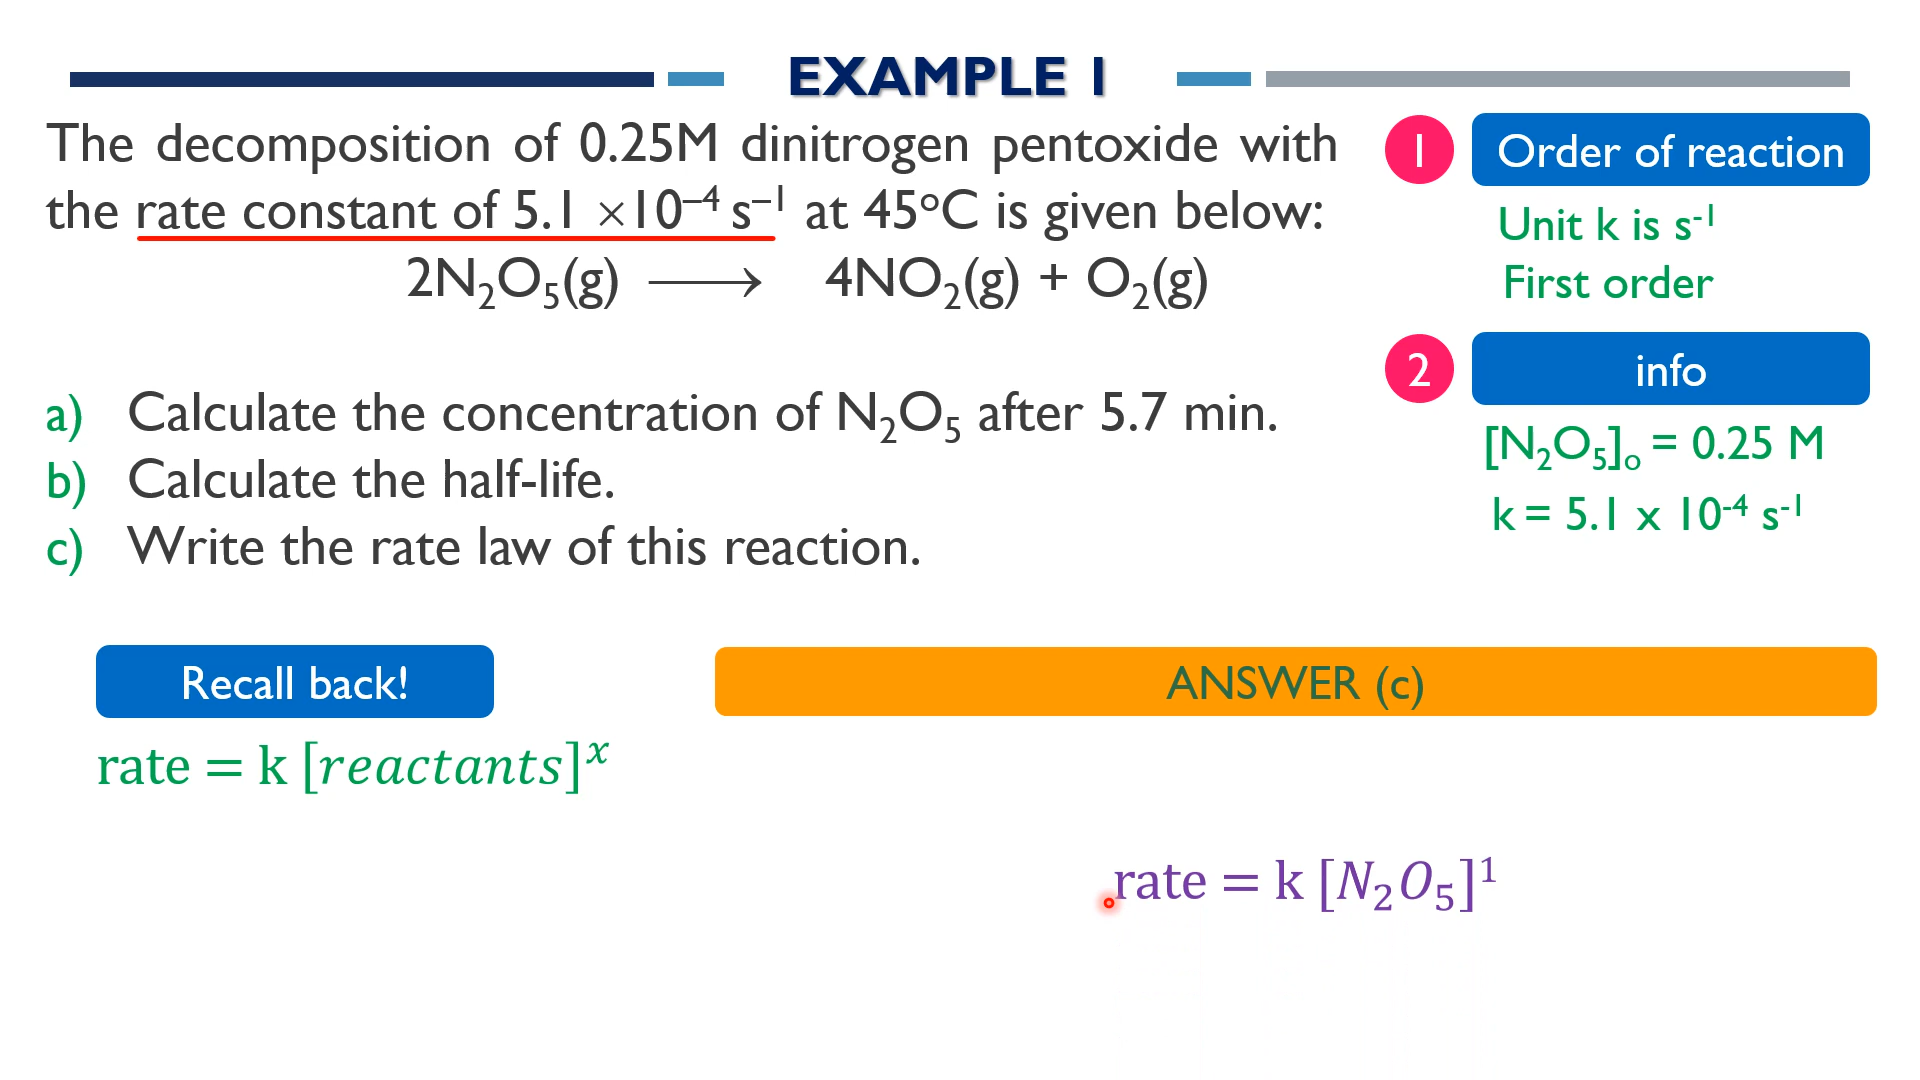 EXAMPLE 1
The decomposition of 0.25M dinitrogen pentoxide with
the rate constant of 5.1 ×10⁻⁴ s⁻¹ at 45°C is given below:
2N₂O₅(g) ⟶ 4NO₂(g) + O₂(g)
a) Calculate the concentration of N₂O₅ after 5.7 min.
b) Calculate the half-life.
c) Write the rate law of this reaction.
1 Order of reaction
Unit k is s⁻¹
First order
2 info
[N₂O₅]ₒ = 0.25 M
k = 5.1 x 10⁻⁴ s⁻¹
Recall back!
rate = k [reactants]ˣ
ANSWER (c)
rate = k [N₂O₅]¹